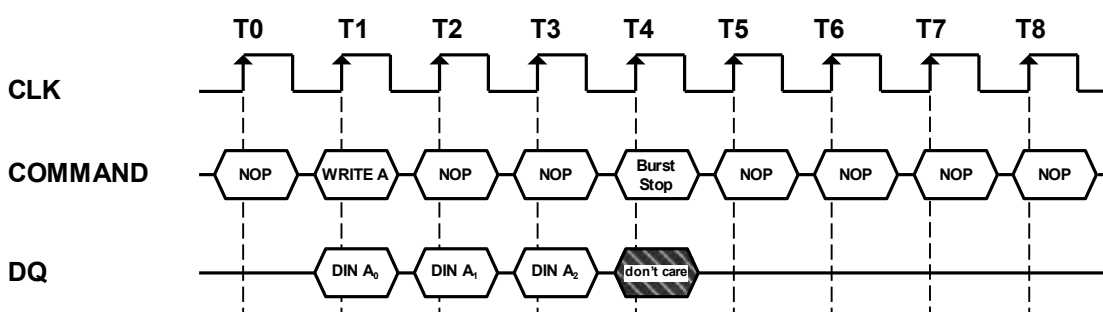 T0 T1 T2 T3 T4 T5 T6 T7 T8
CLK
COMMAND NOP WRITE A NOP NOP Burst Stop NOP NOP NOP NOP
DQ DIN A₀ DIN A₁ DIN A₂ don't care